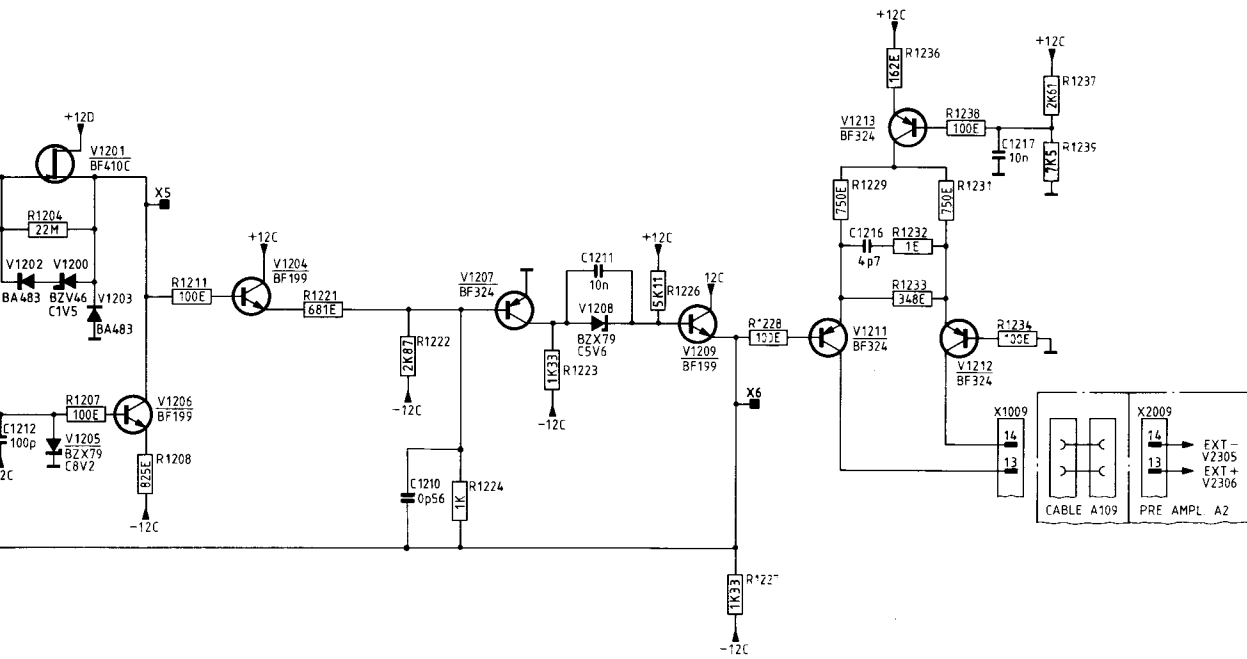 +12C
R1236
162E
+12C
R1237
2K61
V1213
BF324
R1238
100E
C1217
10n
R1239
7K5
+12D
V1201
BF410C
X5
R1204
22M
V1202
BA483
V1200
BZV46
C1V5
V1203
BA483
R1211
100E
+12C
V1204
BF199
R1221
681E
R1222
2K87
-12C
V1207
BF324
C1211
10n
V1208
BZX79
C5V6
R1223
1K33
-12C
+12C
R1226
5K11
12C
V1209
BF199
R1228
100E
X6
R1229
750E
R1231
750E
C1216
4p7
R1232
1E
R1233
348E
V1211
BF324
V1212
BF324
R1234
100E
C1212
100p
2C
R1207
100E
V1205
BZX79
C8V2
V1206
BF199
R1208
825E
-12C
C1210
0p56
R1224
1K
R1227
1K33
-12C
X1009
14
13
CABLE A109
X2009
14
13
EXT-
V2305
EXT+
V2306
PRE AMPL. A2